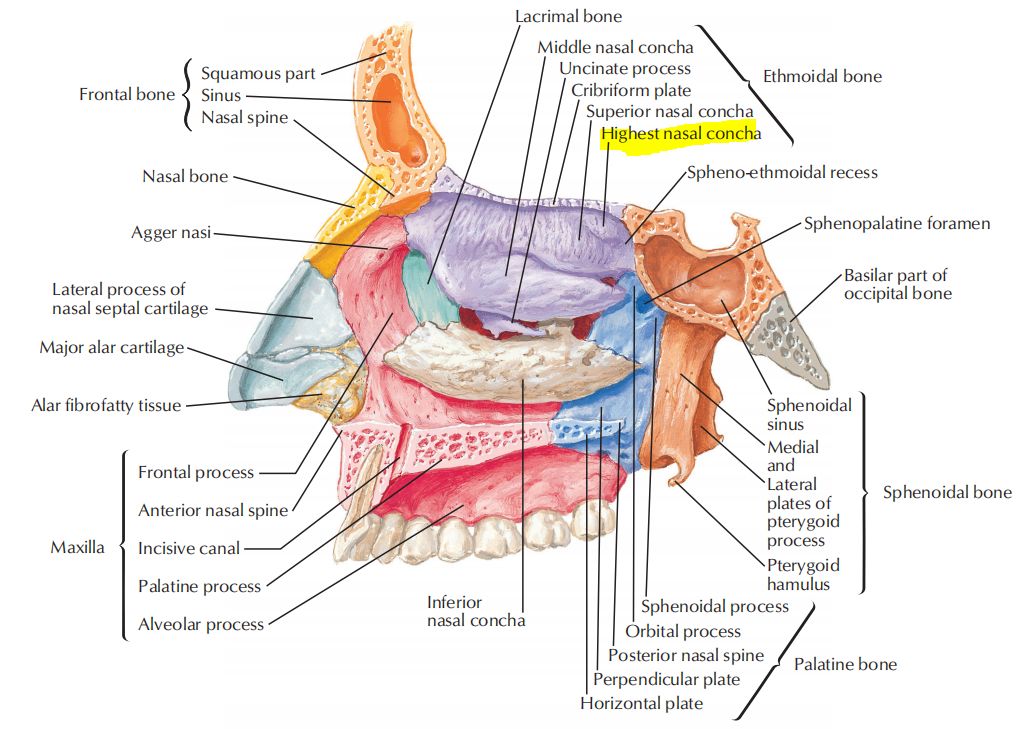 Lacrimal bone
Middle nasal concha
Uncinate process
Cribriform plate
Superior nasal concha
Highest nasal concha
Ethmoidal bone
Frontal bone
Squamous part
Sinus
Nasal spine
Nasal bone
Agger nasi
Lateral process of
nasal septal cartilage
Major alar cartilage
Alar fibrofatty tissue
Spheno-ethmoidal recess
Sphenopalatine foramen
Basilar part of
occipital bone
Maxilla
Frontal process
Anterior nasal spine
Incisive canal
Palatine process
Alveolar process
Inferior
nasal concha
Sphenoidal
sinus
Medial
and
Lateral
plates of
pterygoid
process
Pterygoid
hamulus
Sphenoidal bone
Sphenoidal process
Orbital process
Posterior nasal spine
Perpendicular plate
Horizontal plate
Palatine bone